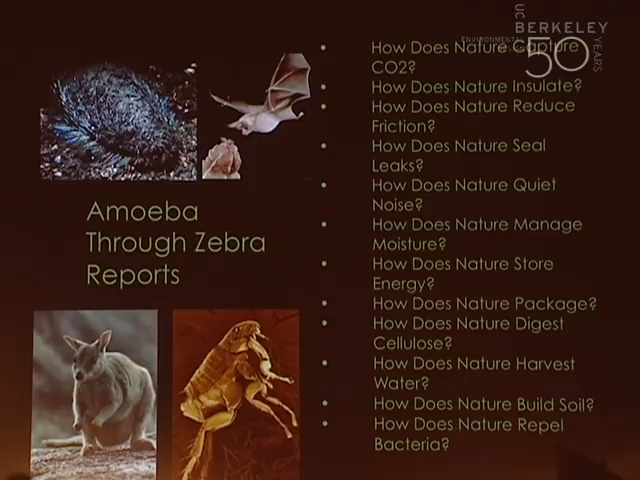 UC
BERKELEY
ENVIRONMENTAL
50
YEARS
Amoeba
Through Zebra
Reports
• How Does Nature Capture
CO2?
• How Does Nature Insulate?
• How Does Nature Reduce
Friction?
• How Does Nature Seal
Leaks?
• How Does Nature Quiet
Noise?
• How Does Nature Manage
Moisture?
• How Does Nature Store
Energy?
• How Does Nature Package?
• How Does Nature Digest
Cellulose?
• How Does Nature Harvest
Water?
• How Does Nature Build Soil?
• How Does Nature Repel
Bacteria?